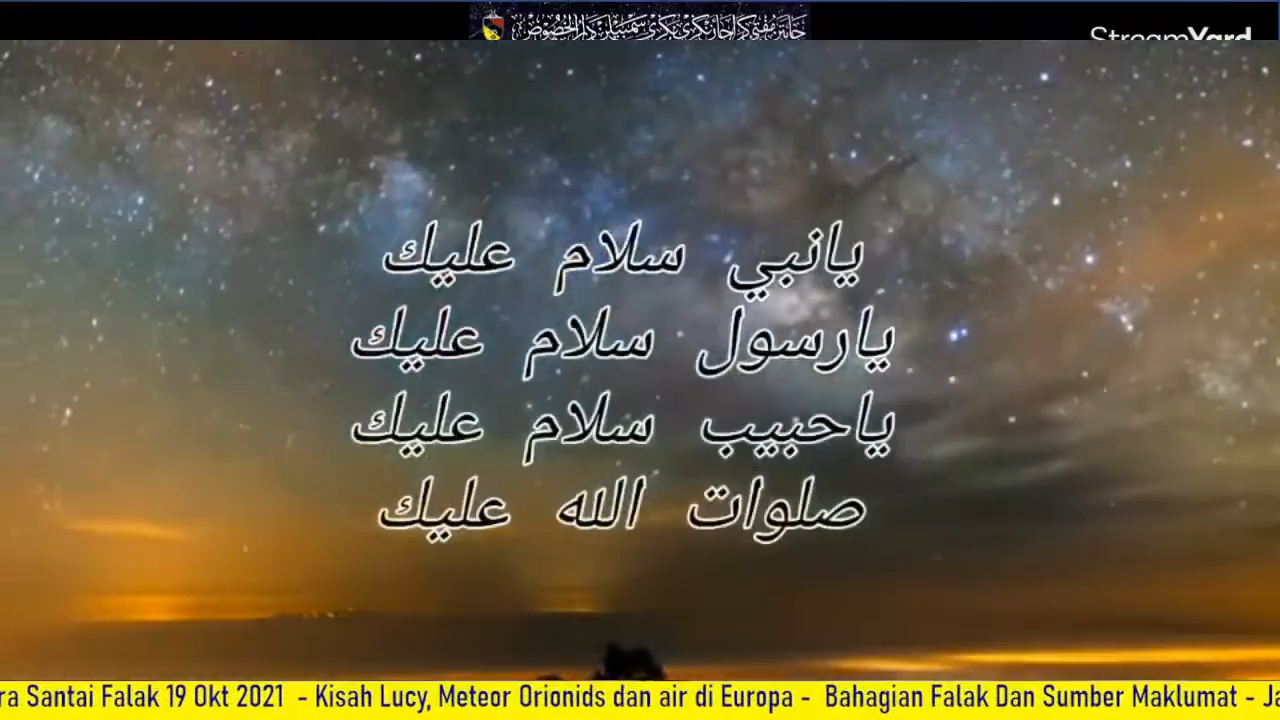 StreamYard
يانبي سلام عليك
يارسول سلام عليك
ياحبيب سلام عليك
صلوات الله عليك
ra Santai Falak 19 Okt 2021 - Kisah Lucy, Meteor Orionids dan air di Europa - Bahagian Falak Dan Sumber Maklumat - Ja